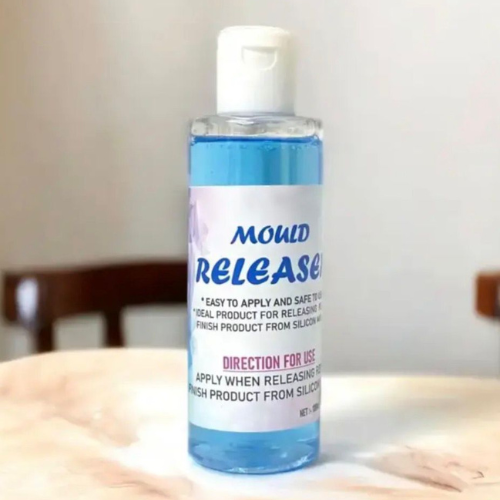 MOULD
RELEASE
* EASY TO APPLY AND SAFE TO
* IDEAL PRODUCT FOR RELEASING
FINISH PRODUCT FROM SILICON
DIRECTION FOR USE
APPLY WHEN RELEASING
FINISH PRODUCT FROM SILICON
NET:-